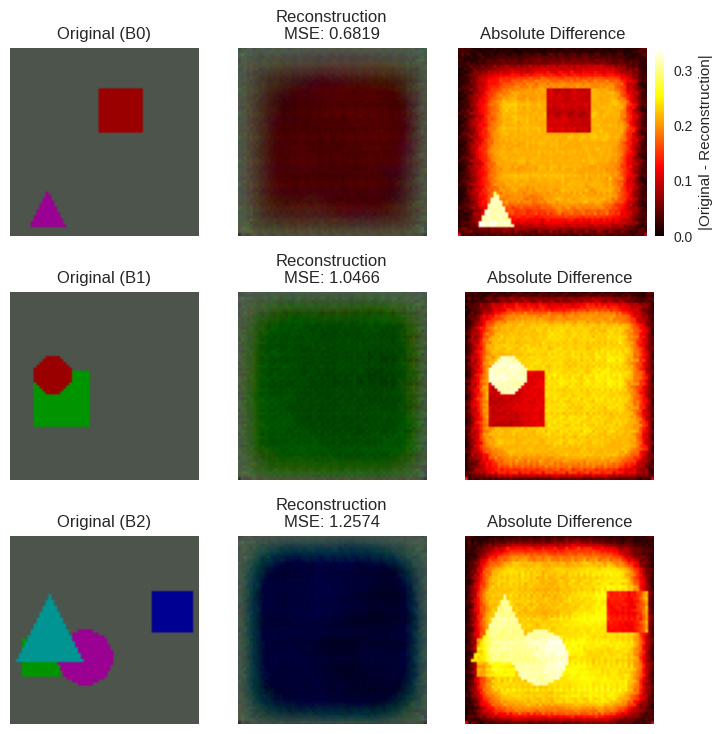 Original (B0)
Reconstruction
MSE: 0.6819
Absolute Difference
0.3
0.2
0.1
0.0
|Original - Reconstruction|
Original (B1)
Reconstruction
MSE: 1.0466
Absolute Difference
Original (B2)
Reconstruction
MSE: 1.2574
Absolute Difference